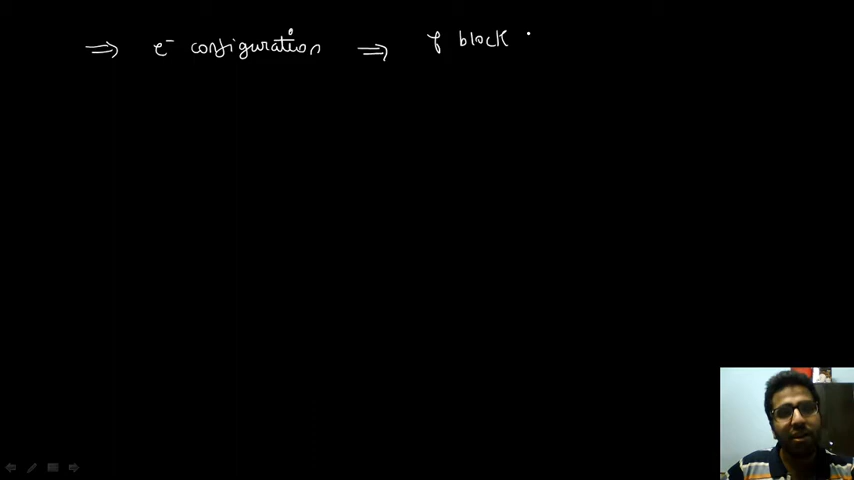 ⇒ e⁻ configuration ⇒ f block